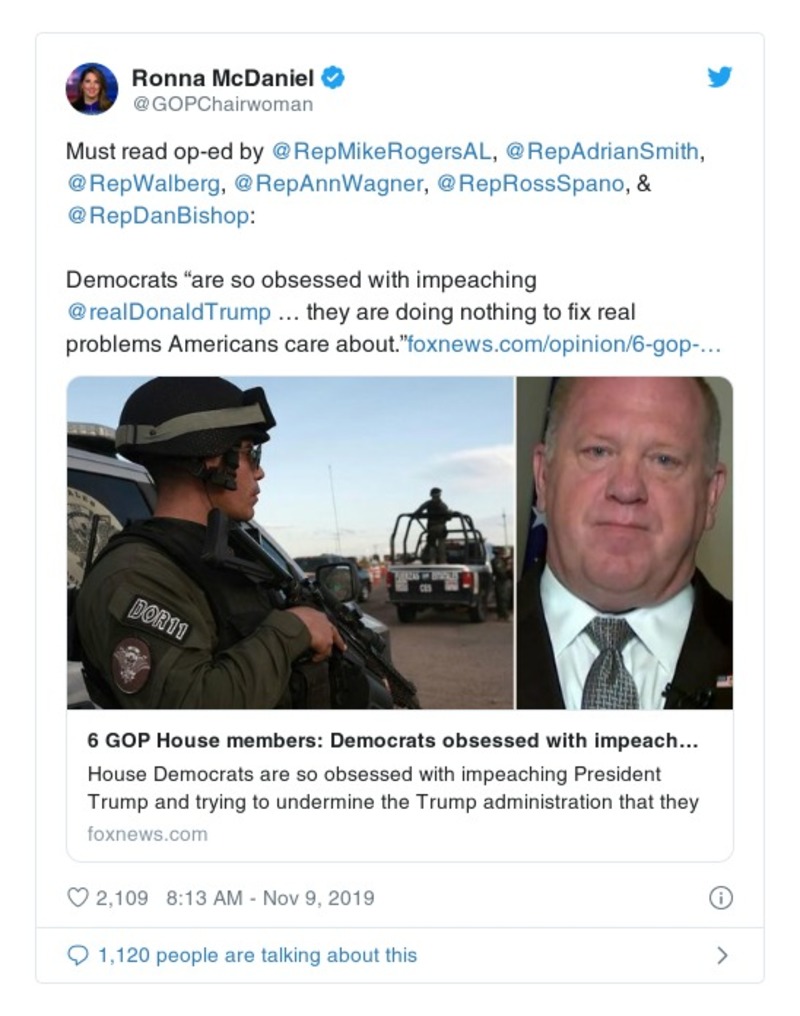 Ronna McDaniel
@GOPChairwoman
Must read op-ed by @RepMikeRogersAL, @RepAdrianSmith,
@RepWalberg, @RepAnnWagner, @RepRossSpano, &
@RepDanBishop:
Democrats “are so obsessed with impeaching
@realDonaldTrump … they are doing nothing to fix real
problems Americans care about.”foxnews.com/opinion/6-gop-…
DOR11
CES
6 GOP House members: Democrats obsessed with impeach…
House Democrats are so obsessed with impeaching President
Trump and trying to undermine the Trump administration that they
foxnews.com
2,109 8:13 AM - Nov 9, 2019
1,120 people are talking about this